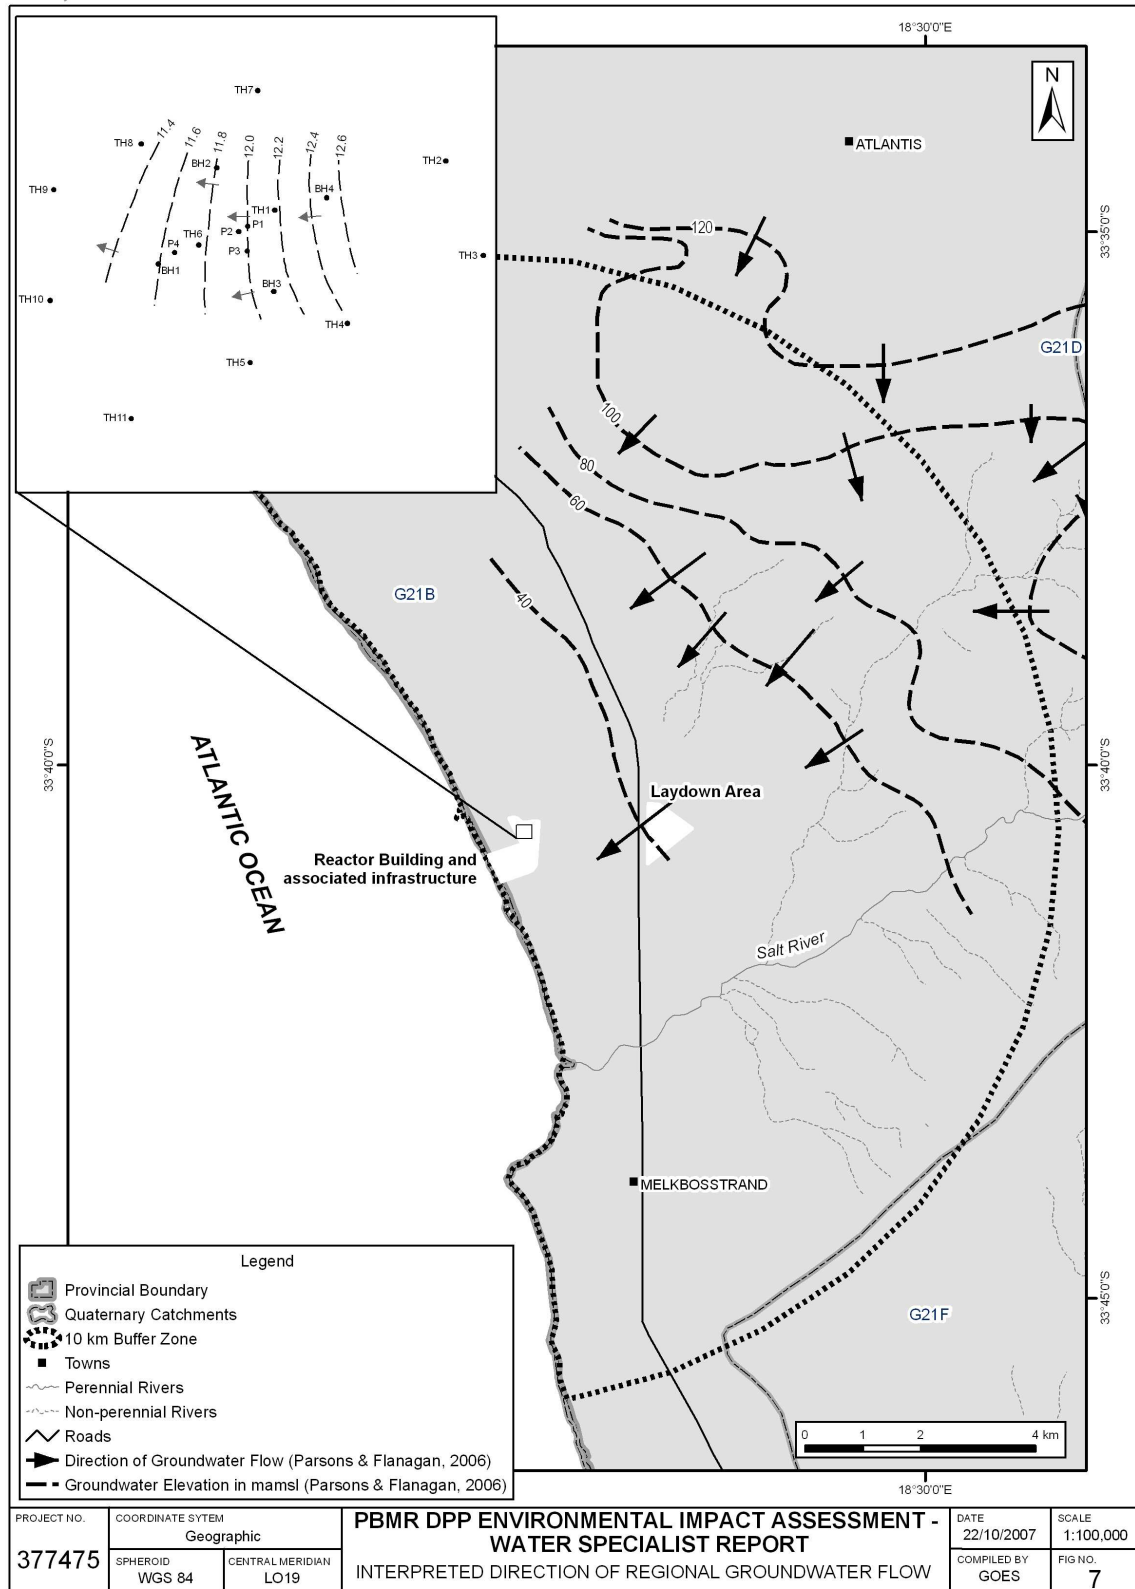 18°30'0"E
N
ATLANTIS
TH7
TH8
11.4
11.6
11.8
12.0
12.2
12.4
12.6
BH2
TH2
TH9
BH4
TH1
P1
P2
TH6
P4
P3
BH1
TH3
TH10
BH3
TH4
TH5
TH11
33°35'0"S
120
G21D
100
80
60
40
G21B
33°40'0"S
33°40'0"S
ATLANTIC OCEAN
Laydown Area
Reactor Building and
associated infrastructure
Salt River
MELKBOSSTRAND
33°45'0"S
G21F
Legend
Provincial Boundary
Quaternary Catchments
10 km Buffer Zone
Towns
Perennial Rivers
Non-perennial Rivers
Roads
Direction of Groundwater Flow (Parsons & Flanagan, 2006)
Groundwater Elevation in mamsl (Parsons & Flanagan, 2006)
0 1 2 4 km
18°30'0"E
PROJECT NO.
377475
COORDINATE SYTEM
Geographic
SPHEROID
WGS 84
CENTRAL MERIDIAN
LO19
PBMR DPP ENVIRONMENTAL IMPACT ASSESSMENT -
WATER SPECIALIST REPORT
INTERPRETED DIRECTION OF REGIONAL GROUNDWATER FLOW
DATE
22/10/2007
SCALE
1:100,000
COMPILED BY
GOES
FIG NO.
7